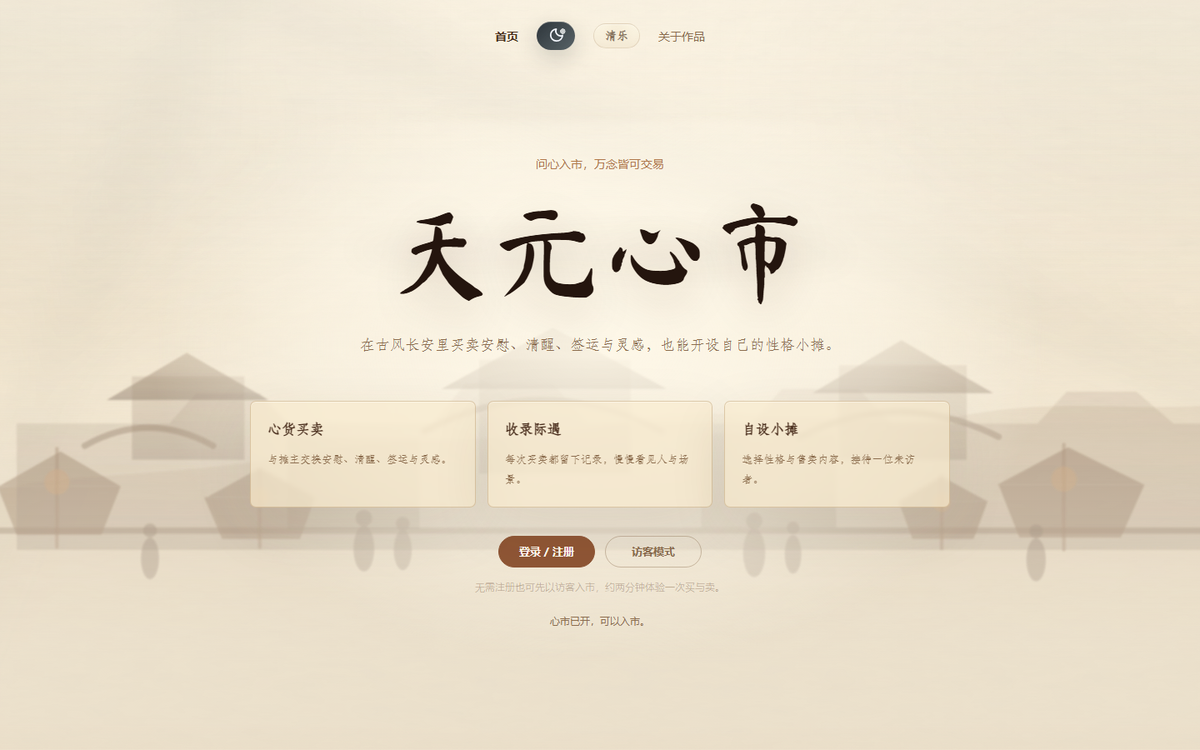 首页
清乐
关于作品
问心入市，万念皆可交易
天元心市
在古风长安里买卖安慰、清醒、签运与灵感，也能开设自己的性格小摊。
心货买卖
与摊主交换安慰、清醒、签运与灵感。
收录际遇
每次买卖都留下记录，慢慢看见人与场
景。
自设小摊
选择性格与售卖内容，接待一位来访
者。
登录 / 注册
访客模式
无需注册也可先以访客入市，约两分钟体验一次买与卖。
心市已开，可以入市。